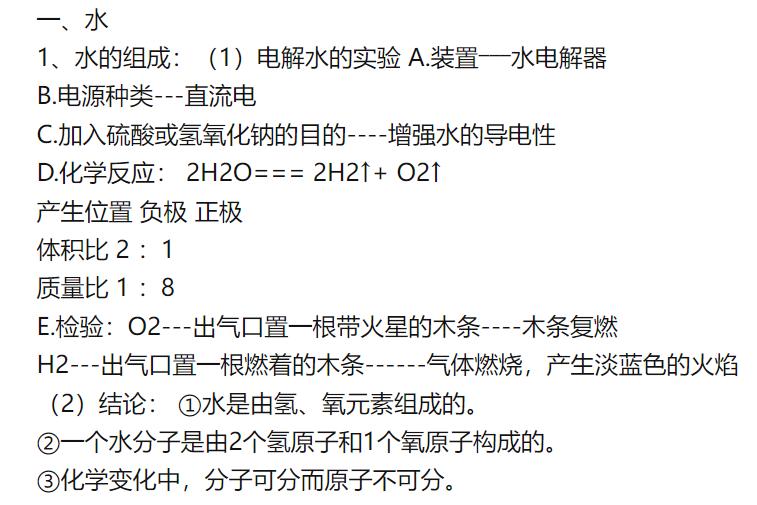 一、水
1、水的组成：（1）电解水的实验 A.装置┈┈水电解器
B.电源种类---直流电
C.加入硫酸或氢氧化钠的目的----增强水的导电性
D.化学反应： 2H2O=== 2H2↑+ O2↑
产生位置 负极 正极
体积比 2 ：1
质量比 1 ：8
E.检验：O2---出气口置一根带火星的木条----木条复燃
H2---出气口置一根燃着的木条------气体燃烧，产生淡蓝色的火焰
（2）结论： ①水是由氢、氧元素组成的。
②一个水分子是由2个氢原子和1个氧原子构成的。
③化学变化中，分子可分而原子不可分。